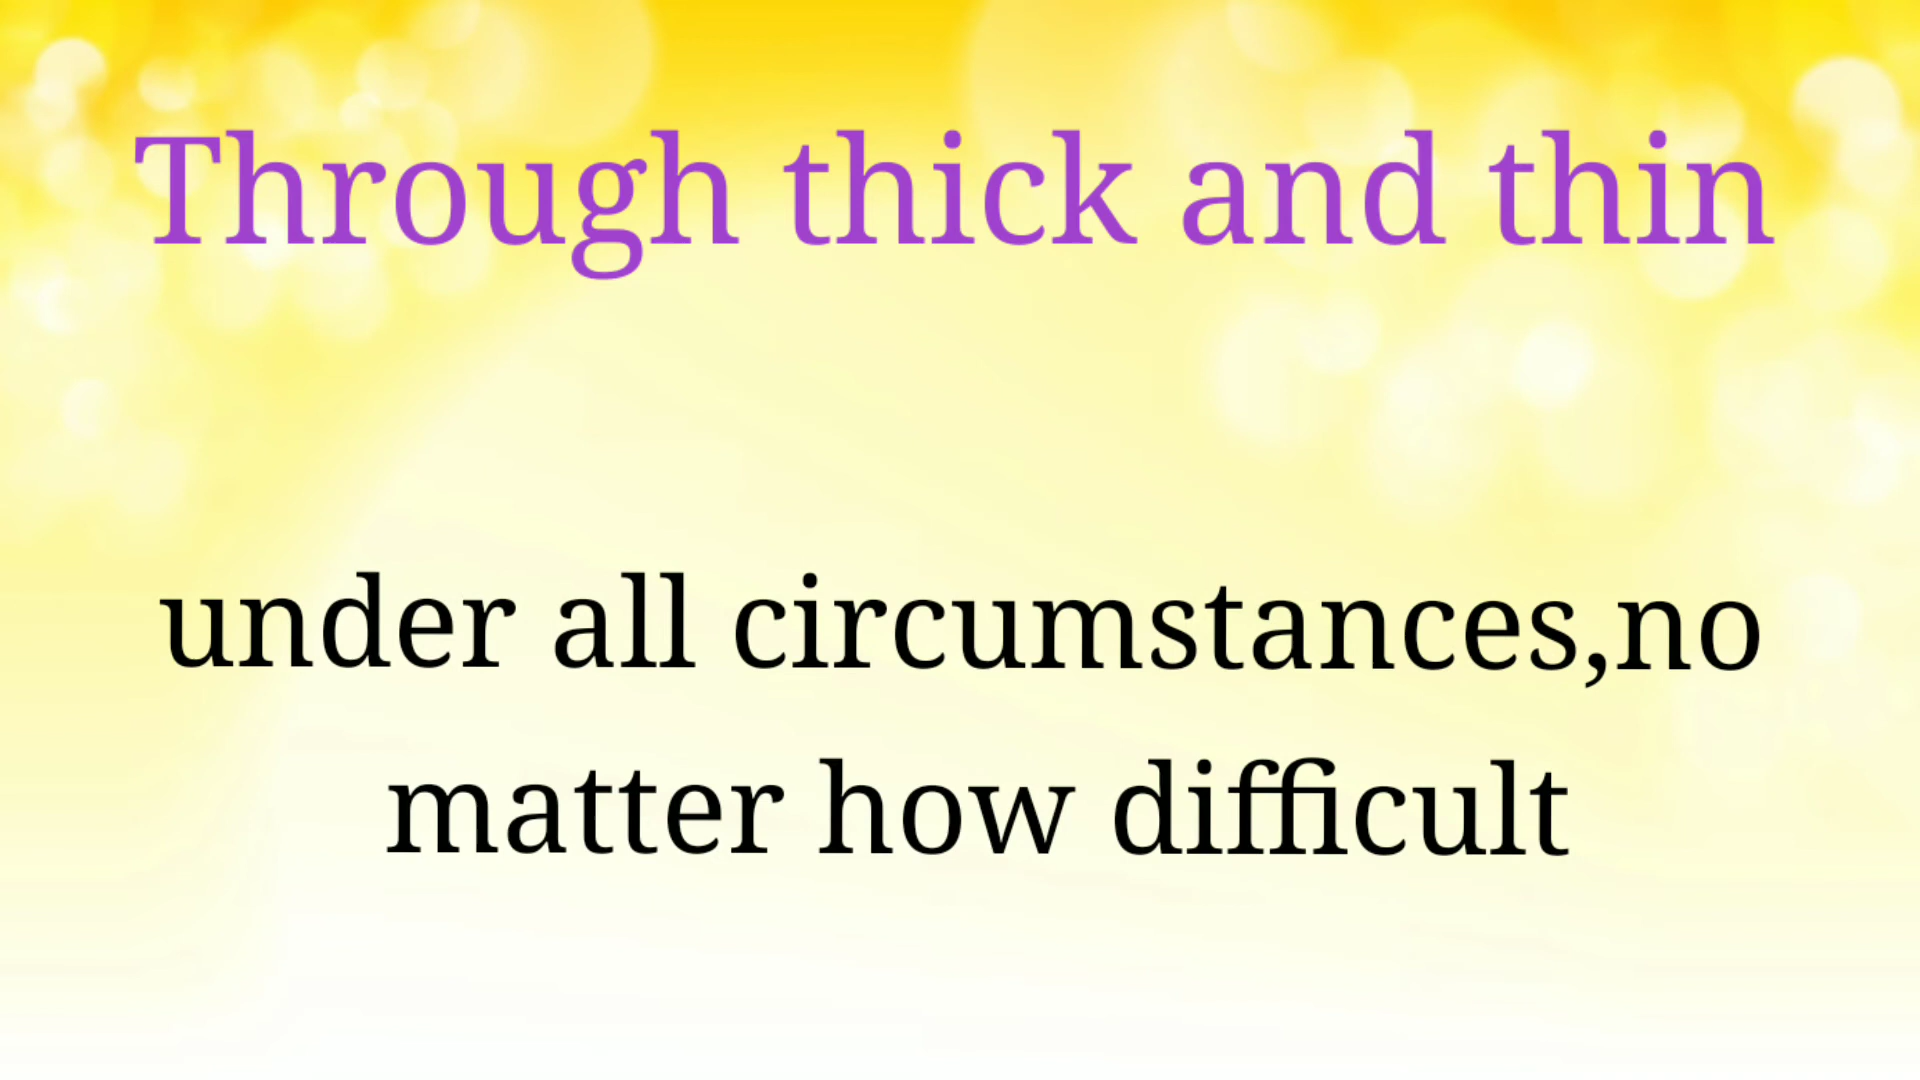 Through thick and thin
under all circumstances,no
matter how difficult